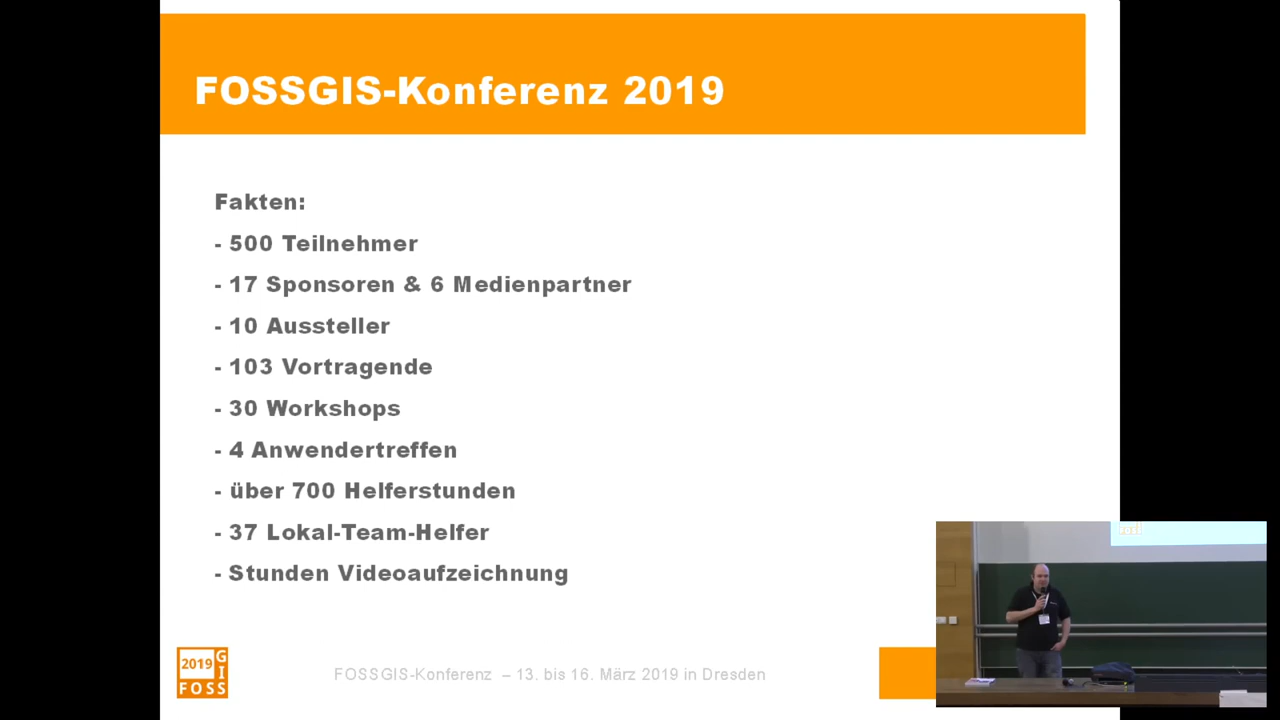 FOSSGIS-Konferenz 2019
Fakten:
- 500 Teilnehmer
- 17 Sponsoren & 6 Medienpartner
- 10 Aussteller
- 103 Vortragende
- 30 Workshops
- 4 Anwendertreffen
- über 700 Helferstunden
- 37 Lokal-Team-Helfer
- Stunden Videoaufzeichnung
2019 GIS
FOSS
FOSSGIS-Konferenz – 13. bis 16. März 2019 in Dresden